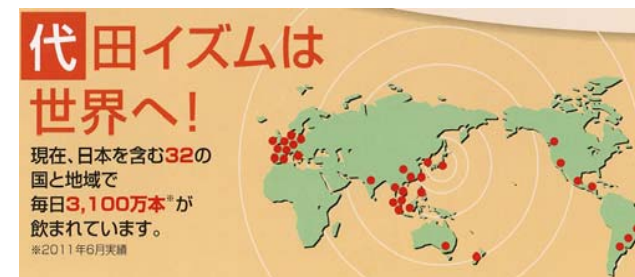 代田イズムは
世界へ!
現在、日本を含む32の
国と地域で
毎日3,100万本※が
飲まれています。
※2011年6月実績